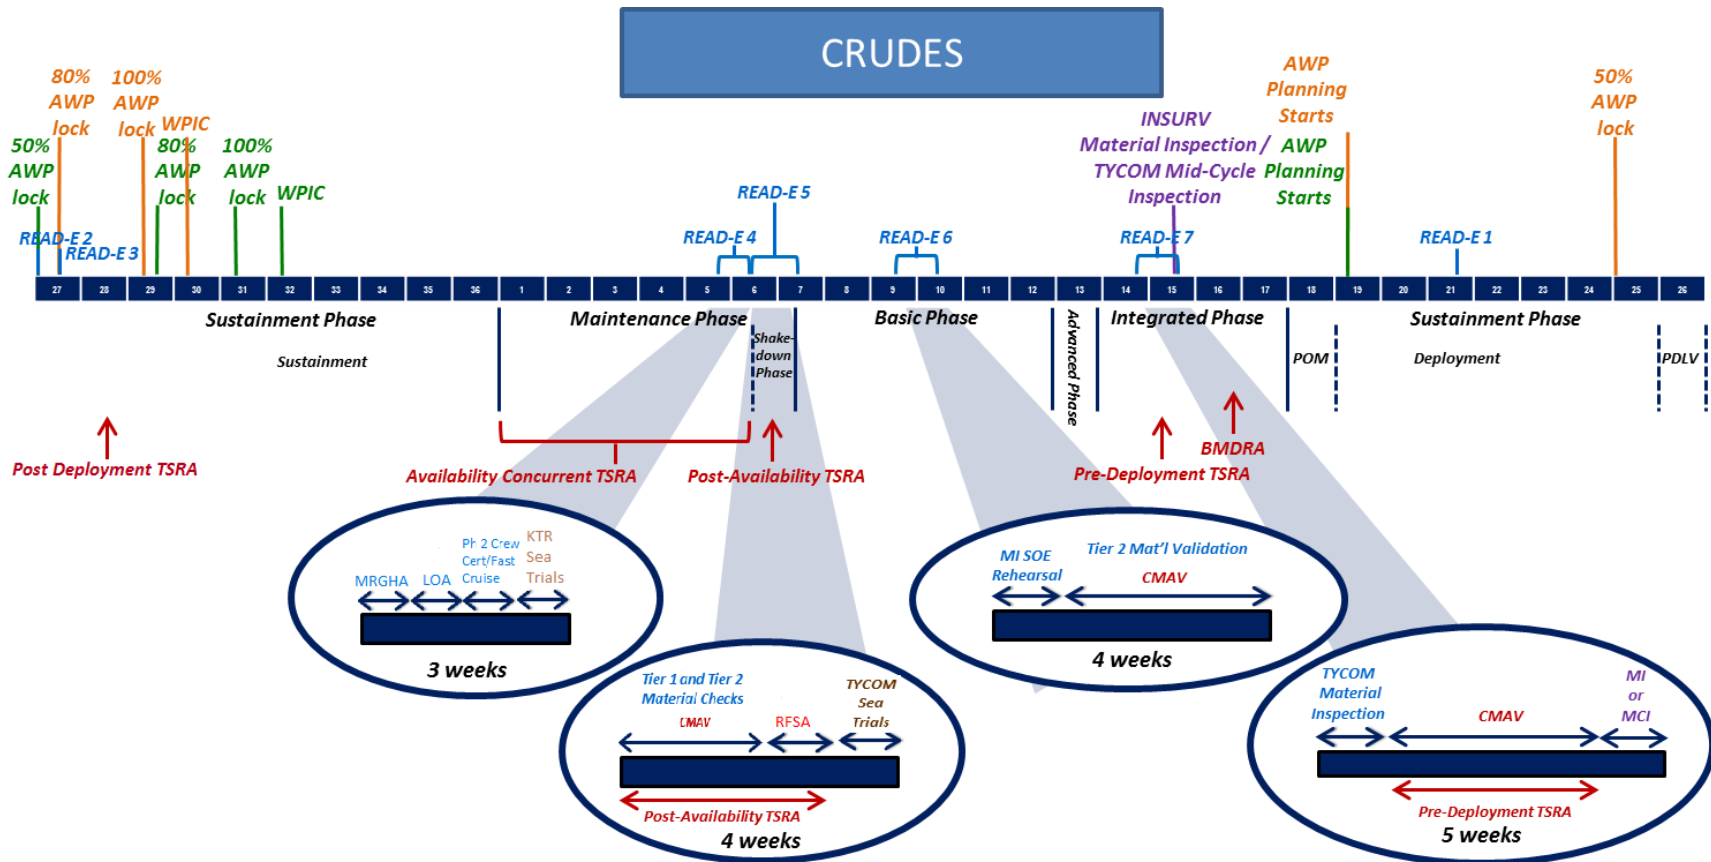 CRUDES
80%
AWP
lock
100%
AWP
lock
WPIC
50%
AWP
lock
80%
AWP
lock
100%
AWP
lock
WPIC
READ-E 2
READ-E 3
READ-E 4
READ-E 5
READ-E 6
READ-E 7
INSURV
Material Inspection /
TYCOM Mid-Cycle
Inspection
AWP
Planning
Starts
AWP
Planning
Starts
READ-E 1
50%
AWP
lock
27 28 29 30 31 32 33 34 35 36 1 2 3 4 5 6 7 8 9 10 11 12 13 14 15 16 17 18 19 20 21 22 23 24 25 26
Sustainment Phase
Maintenance Phase
Basic Phase
Integrated Phase
Sustainment Phase
Sustainment
Shake-
down
Phase
Advanced Phase
POM
Deployment
PDLV
Post Deployment TSRA
Availability Concurrent TSRA
Post-Availability TSRA
Pre-Deployment TSRA
BMDRA
MRGHA
LOA
Ph 2 Crew
Cert/Fast
Cruise
KTR
Sea
Trials
3 weeks
Tier 1 and Tier 2
Material Checks
CMAV
RFSA
TYCOM
Sea
Trials
Post-Availability TSRA
4 weeks
MI SOE
Rehearsal
Tier 2 Mat'l Validation
CMAV
4 weeks
TYCOM
Material
Inspection
CMAV
MI
or
MCI
Pre-Deployment TSRA
5 weeks